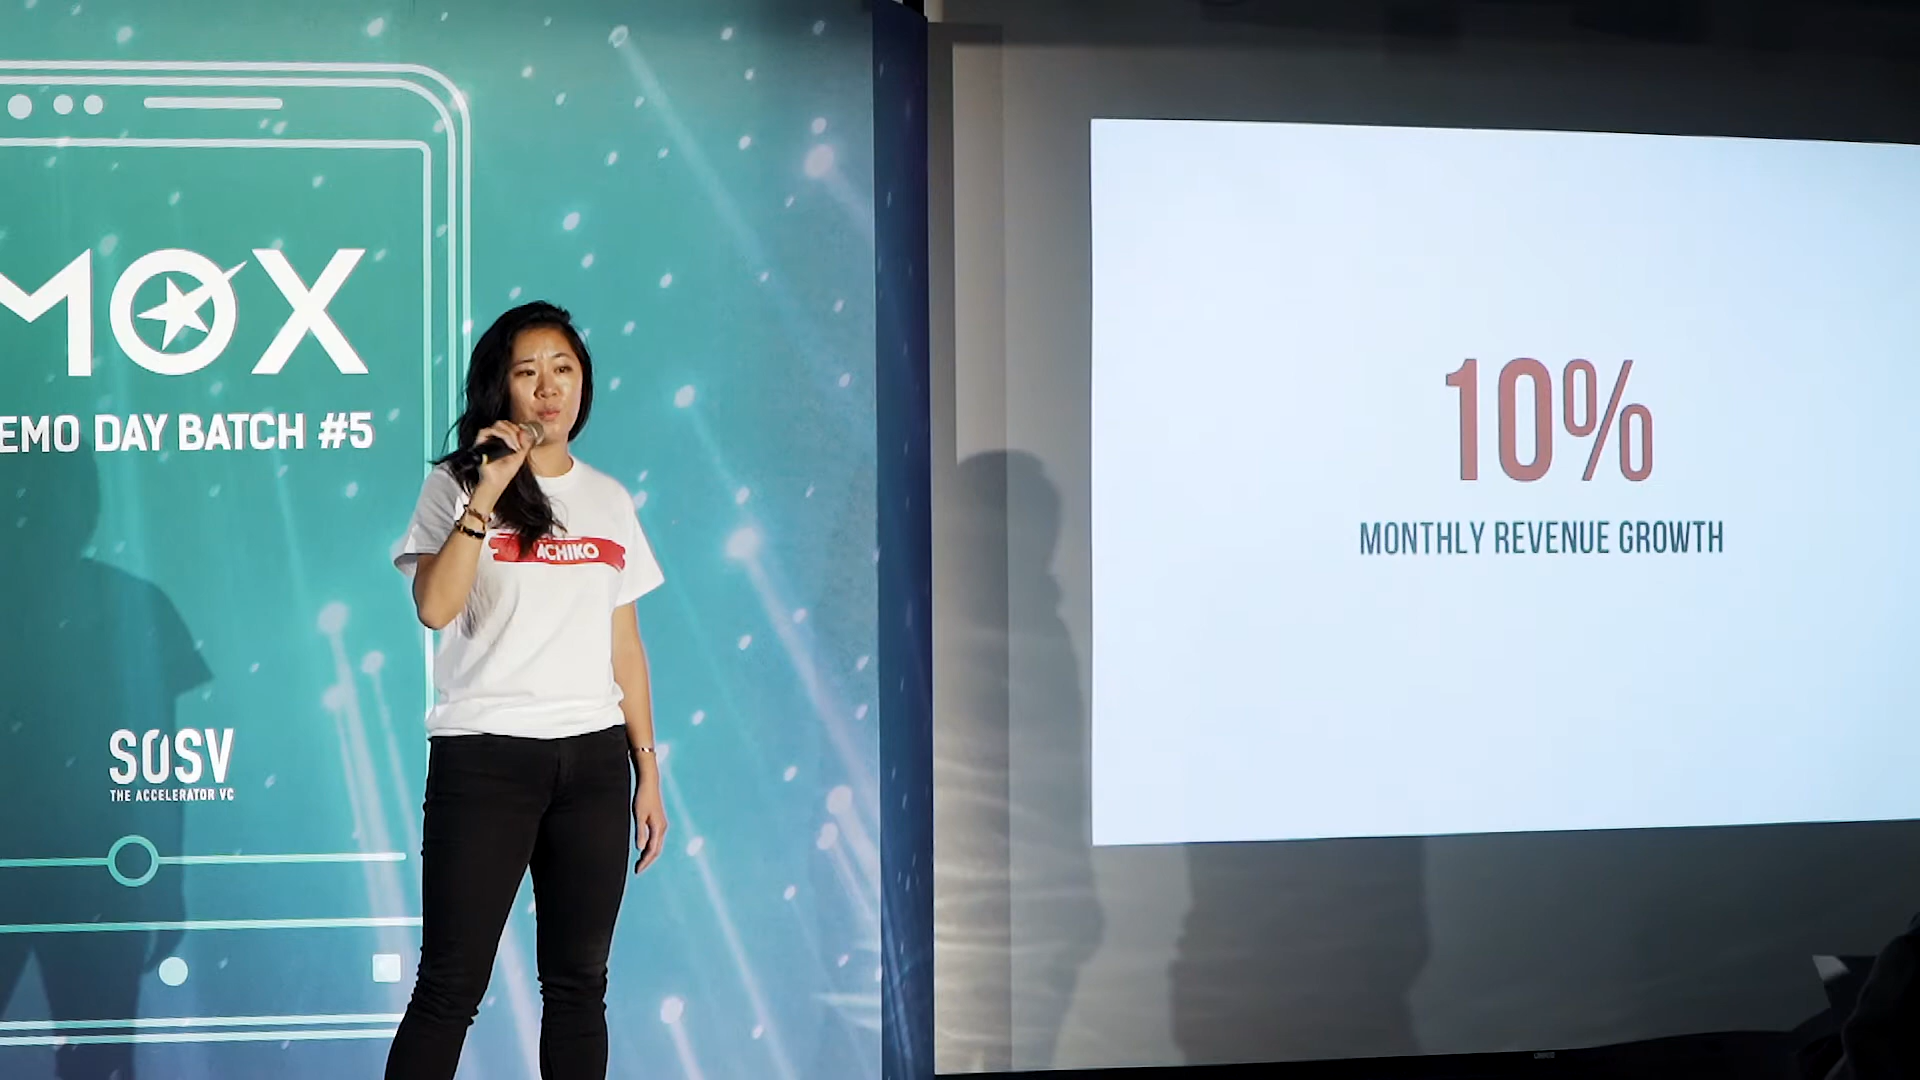 MOX
EMO DAY BATCH #5
SOSV
THE ACCELERATOR VC
ACHIKO
10%
MONTHLY REVENUE GROWTH